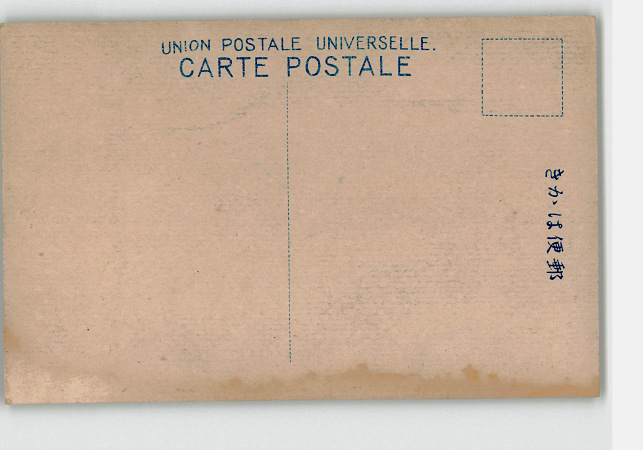 UNION POSTALE UNIVERSELLE.
CARTE POSTALE
きかは便郵